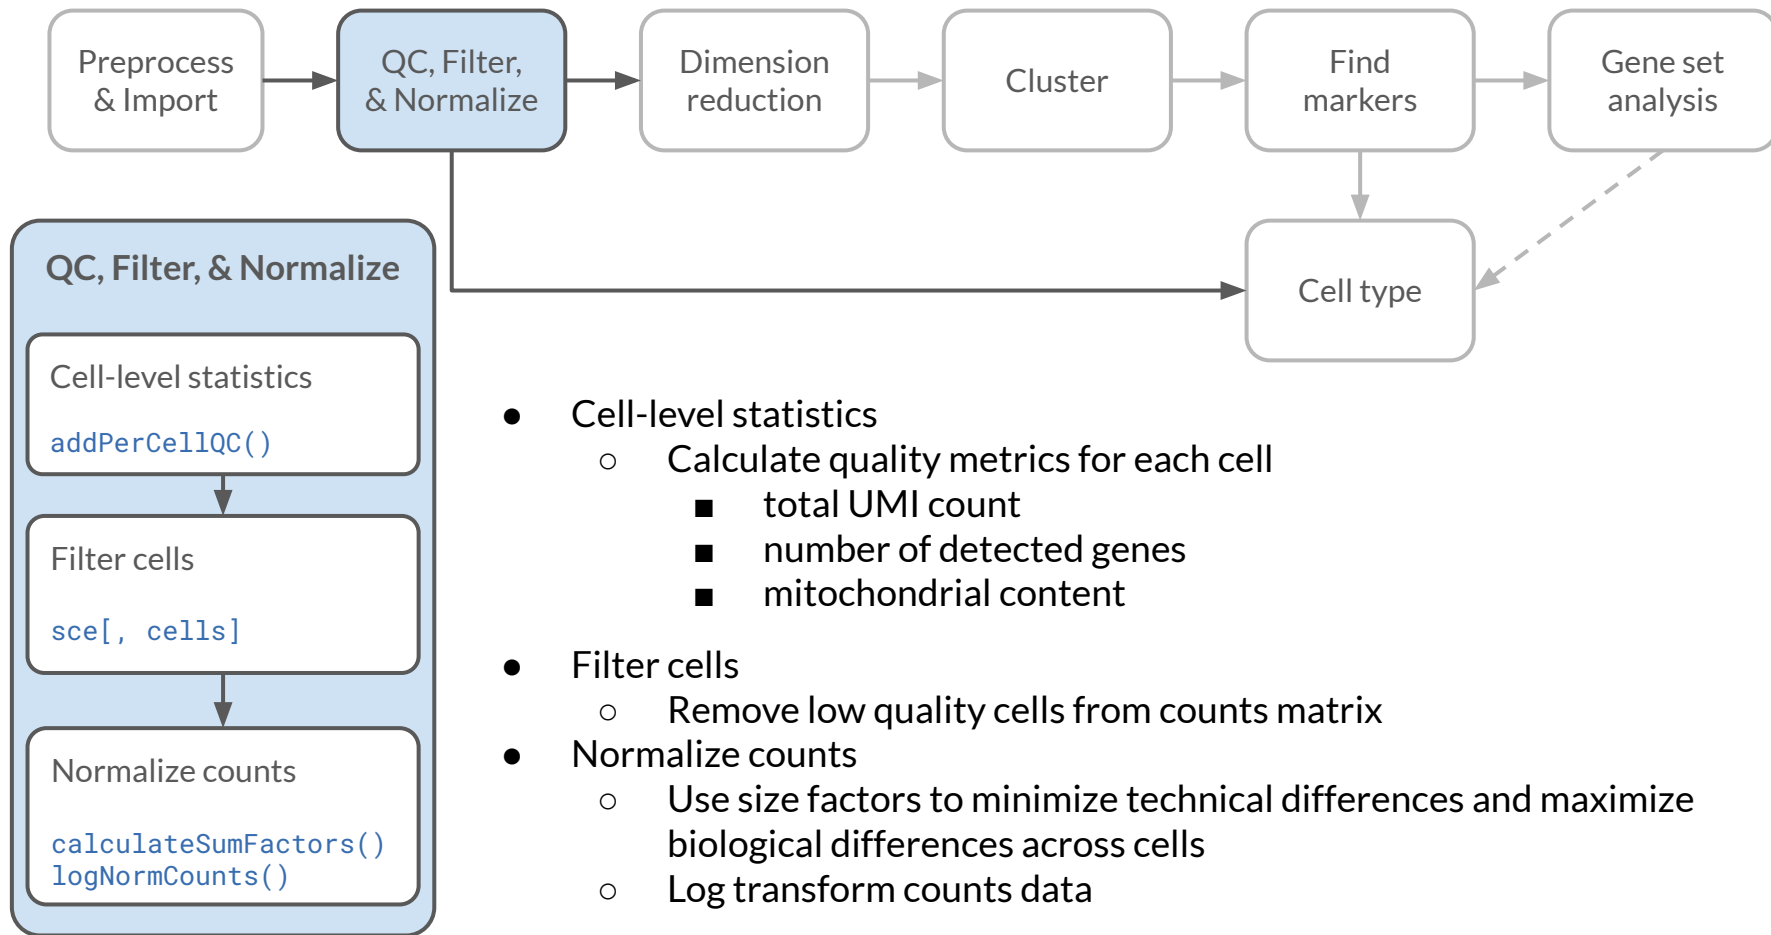 Preprocess
& Import
QC, Filter,
& Normalize
Dimension
reduction
Cluster
Find
markers
Gene set
analysis
Cell type
QC, Filter, & Normalize
Cell-level statistics
addPerCellQC()
Filter cells
sce[, cells]
Normalize counts
calculateSumFactors()
logNormCounts()
● Cell-level statistics
○ Calculate quality metrics for each cell
■ total UMI count
■ number of detected genes
■ mitochondrial content
● Filter cells
○ Remove low quality cells from counts matrix
● Normalize counts
○ Use size factors to minimize technical differences and maximize
biological differences across cells
○ Log transform counts data